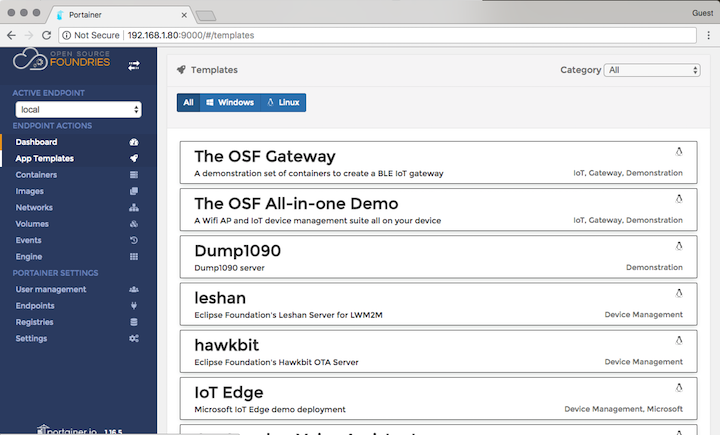 Portainer
Guest
Not Secure | 192.168.1.80:9000/#/templates
OPEN SOURCE
FOUNDRIES
ACTIVE ENDPOINT
local
ENDPOINT ACTIONS
Dashboard
App Templates
Containers
Images
Networks
Volumes
Events
Engine
PORTAINER SETTINGS
User management
Endpoints
Registries
Settings
portainer.io 1.16.5
Templates
Category All
All Windows Linux
The OSF Gateway
A demonstration set of containers to create a BLE IoT gateway
IoT, Gateway, Demonstration
The OSF All-in-one Demo
A Wifi AP and IoT device management suite all on your device
IoT, Gateway, Demonstration
Dump1090
Dump1090 server
Demonstration
leshan
Eclipse Foundation's Leshan Server for LWM2M
Device Management
hawkbit
Eclipse Foundation's Hawkbit OTA Server
Device Management
IoT Edge
Microsoft IoT Edge demo deployment
Device Management, Microsoft